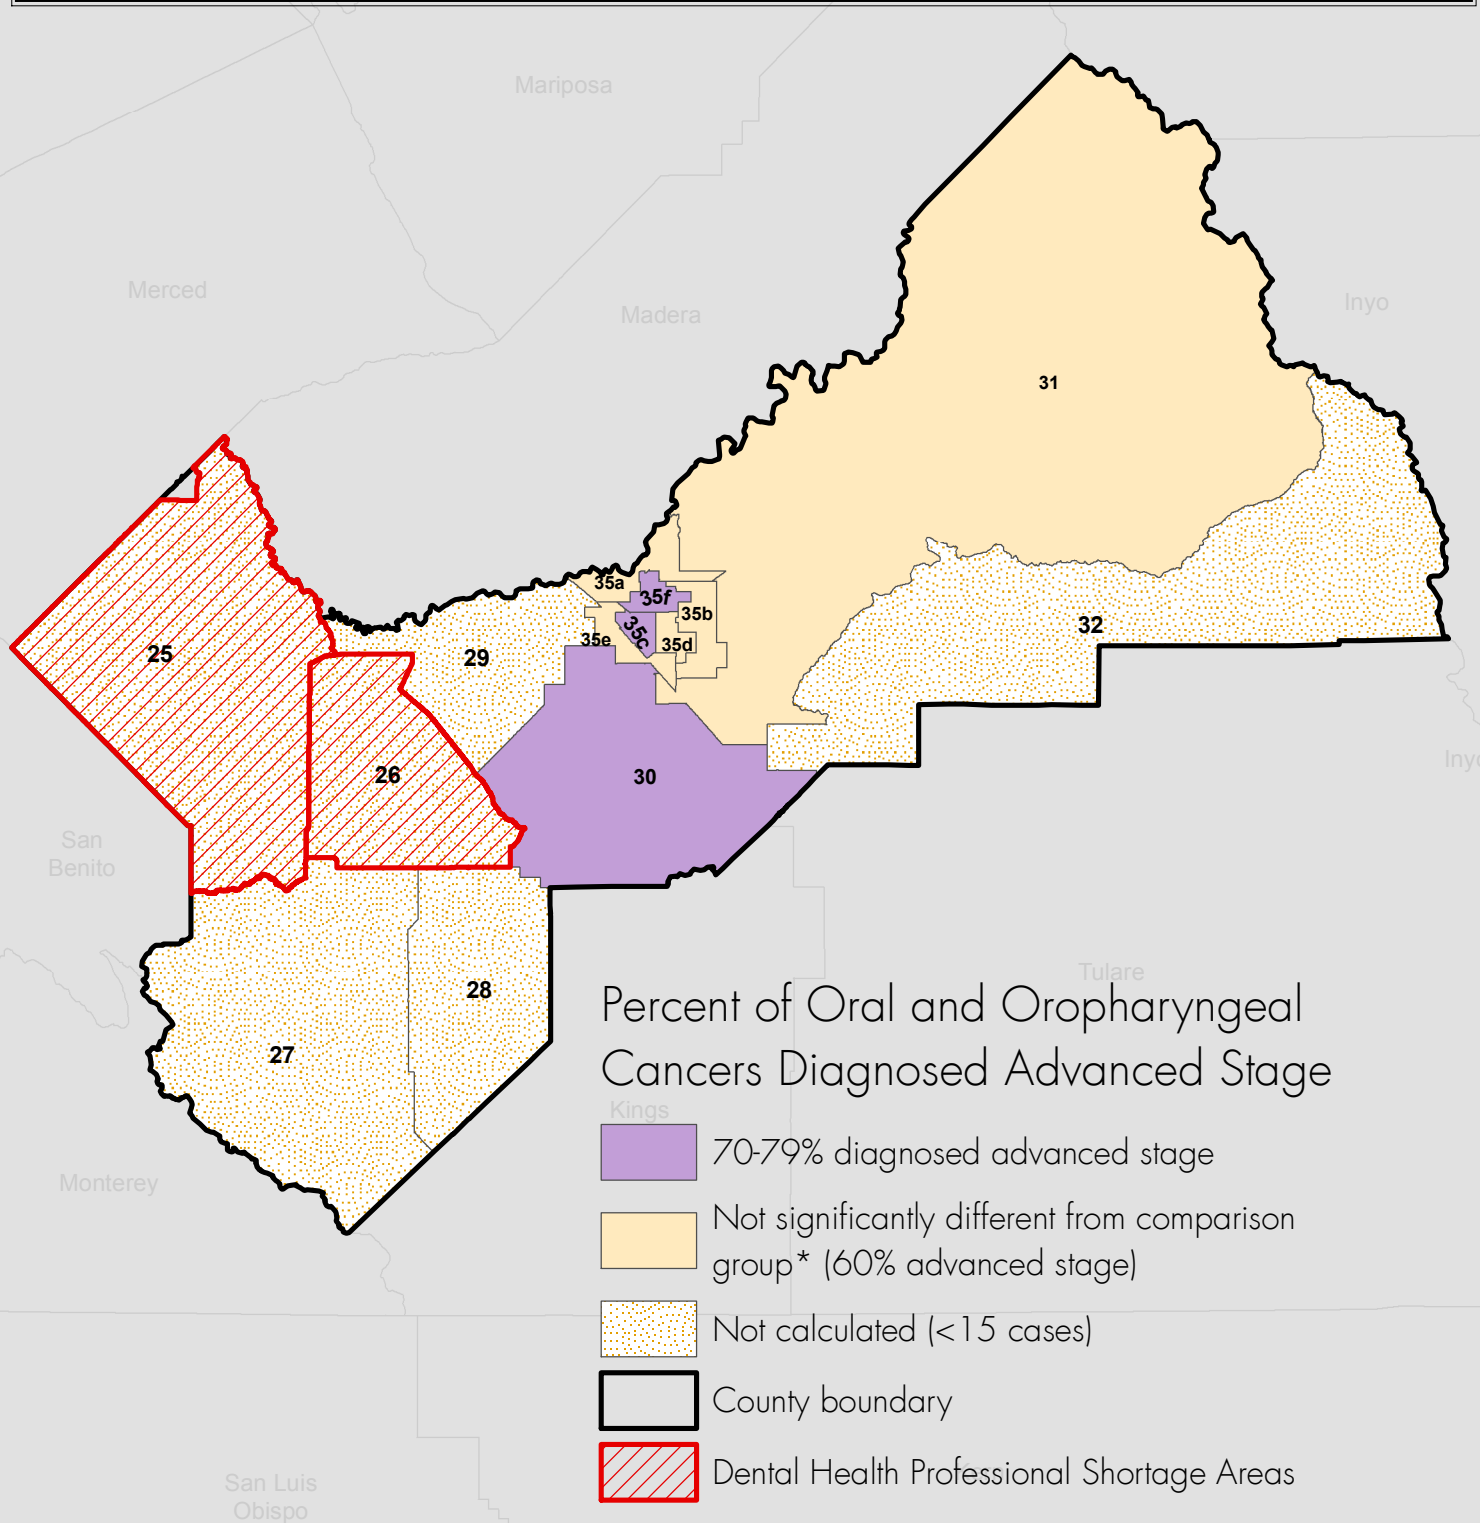 Mariposa
Merced
Madera
Inyo
31
35a
35f
35b
35c
35e
35d
32
25
29
26
30
Inyo
San
Benito
28
27
Tulare
Percent of Oral and Oropharyngeal
Cancers Diagnosed Advanced Stage
Kings
70-79% diagnosed advanced stage
Monterey
Not significantly different from comparison
group* (60% advanced stage)
Not calculated (<15 cases)
County boundary
Dental Health Professional Shortage Areas
San Luis
Obispo